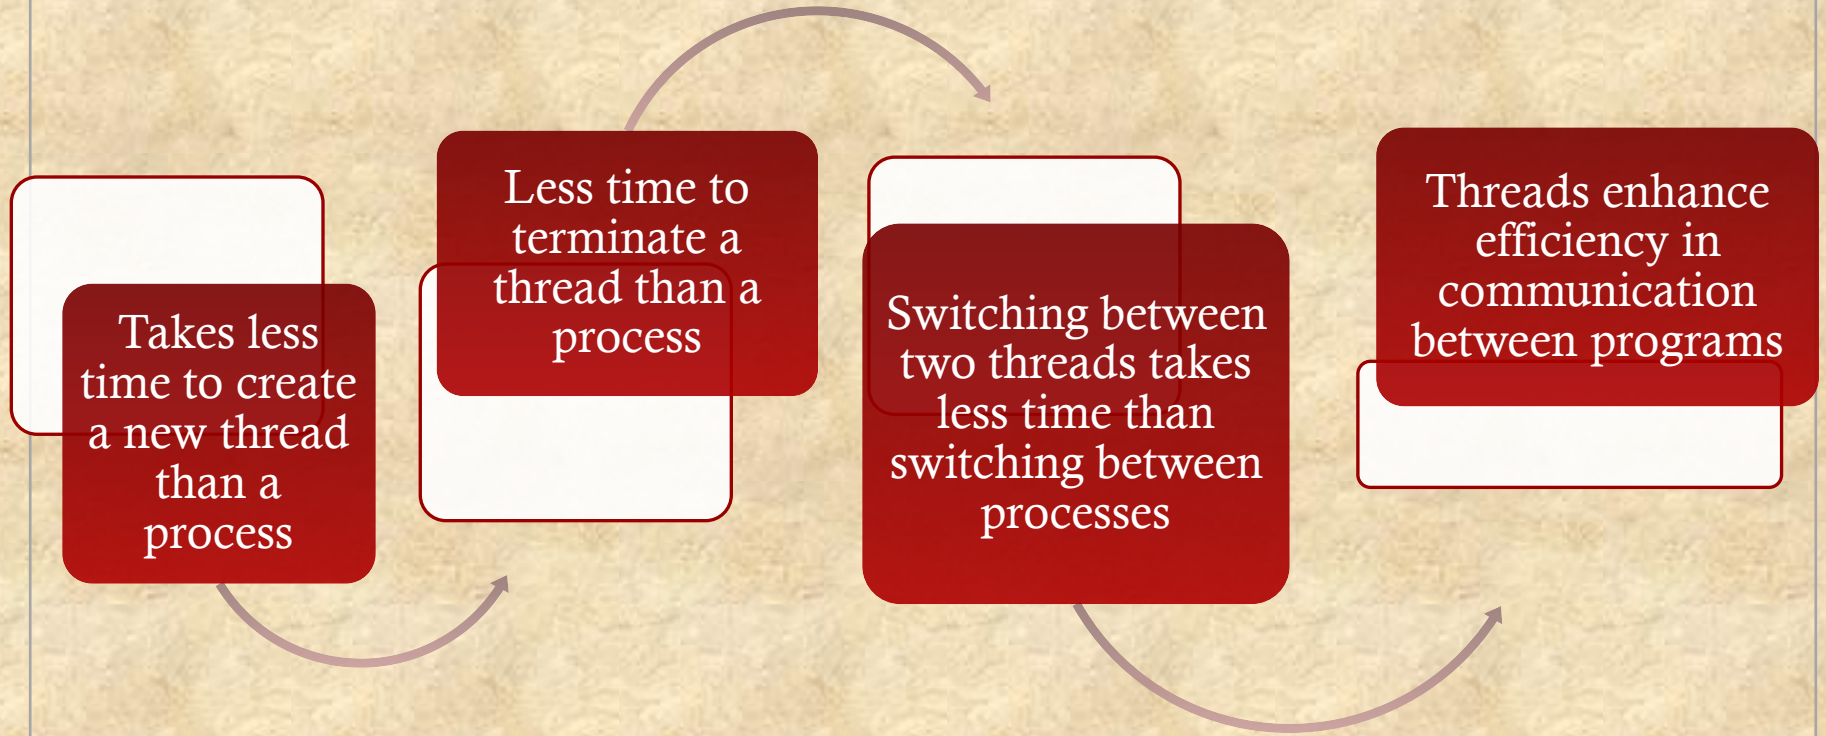 Takes less
time to create
a new thread
than a
process
Less time to
terminate a
thread than a
process
Switching between
two threads takes
less time than
switching between
processes
Threads enhance
efficiency in
communication
between programs